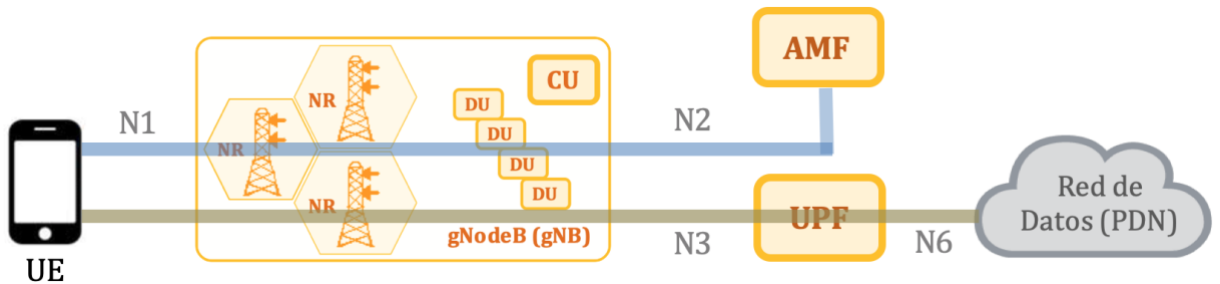 UE
N1
NR
NR
NR
DU
DU
DU
DU
CU
gNodeB (gNB)
N2
N3
AMF
UPF
N6
Red de
Datos (PDN)